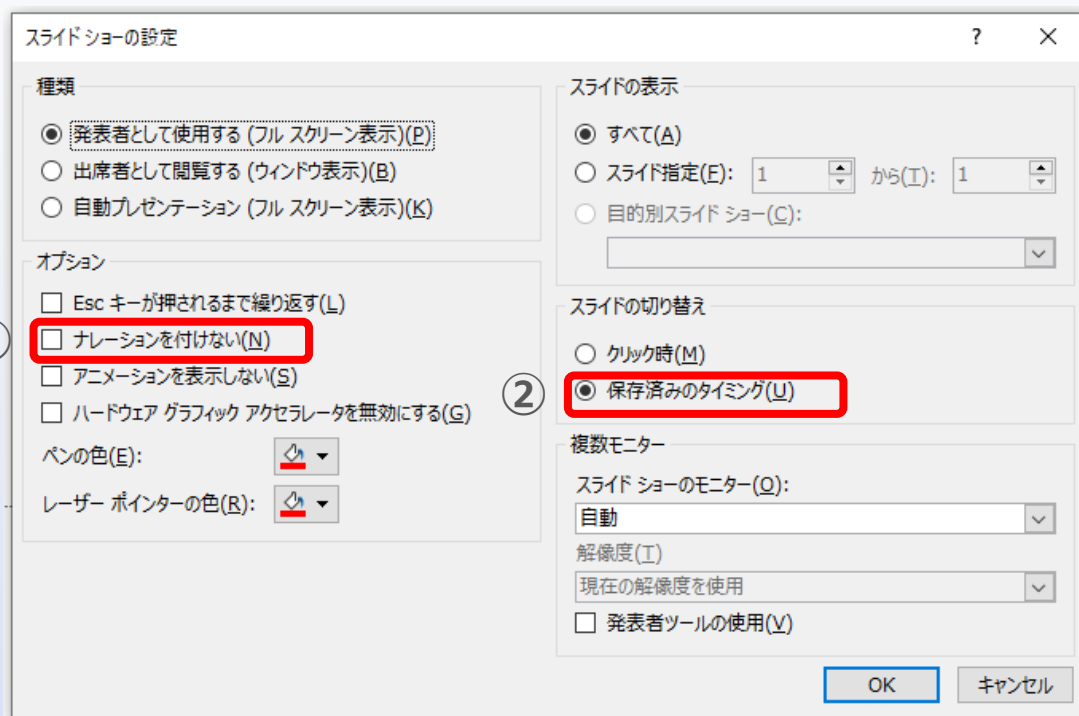 スライド ショーの設定
?
種類
発表者として使用する (フル スクリーン表示)(P)
出席者として閲覧する (ウィンドウ表示)(B)
自動プレゼンテーション (フル スクリーン表示)(K)
オプション
Esc キーが押されるまで繰り返す(L)
ナレーションを付けない(N)
アニメーションを表示しない(S)
ハードウェア グラフィック アクセラレータを無効にする(G)
ペンの色(E):
レーザー ポインターの色(R):
スライドの表示
すべて(A)
スライド指定(F): 1 から(T): 1
目的別スライド ショー(C):
スライドの切り替え
クリック時(M)
② 保存済みのタイミング(U)
複数モニター
スライド ショーのモニター(O):
自動
解像度(T)
現在の解像度を使用
発表者ツールの使用(V)
OK キャンセル